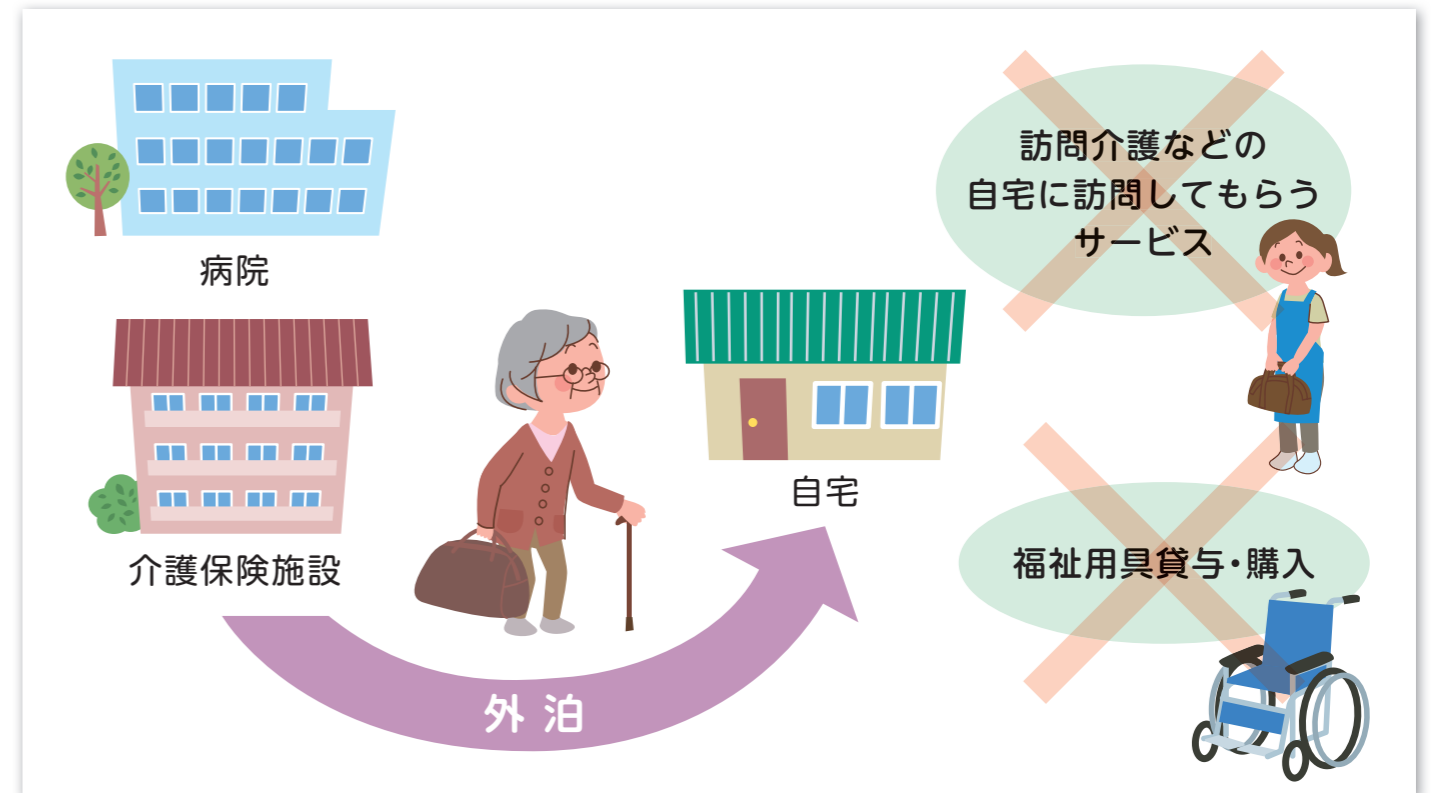 病院
介護保険施設
外泊
自宅
訪問介護などの
自宅に訪問してもらう
サービス
福祉用具貸与・購入